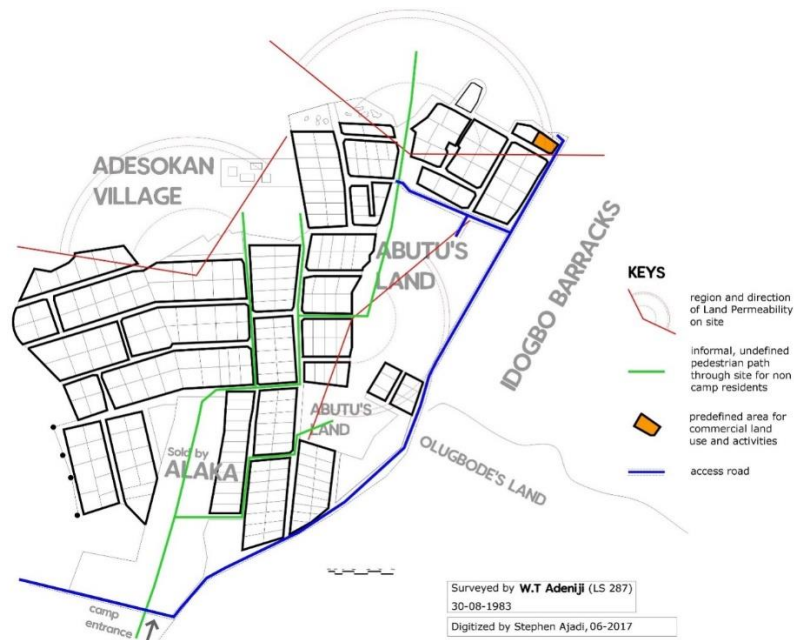 ADESOKAN
VILLAGE
ABUTU'S
LAND
IDOGBO BARRACKS
ABUTU'S
LAND
Sold by
ALAKA
OLUGBODE'S LAND
camp
entrance
KEYS
region and direction
of Land Permeability
on site
informal, undefined
pedestrian path
through site for non
camp residents
predefined area for
commercial land
use and activities
access road
Surveyed by W.T Adeniji (LS 287)
30-08-1983
Digitized by Stephen Ajadi, 06-2017